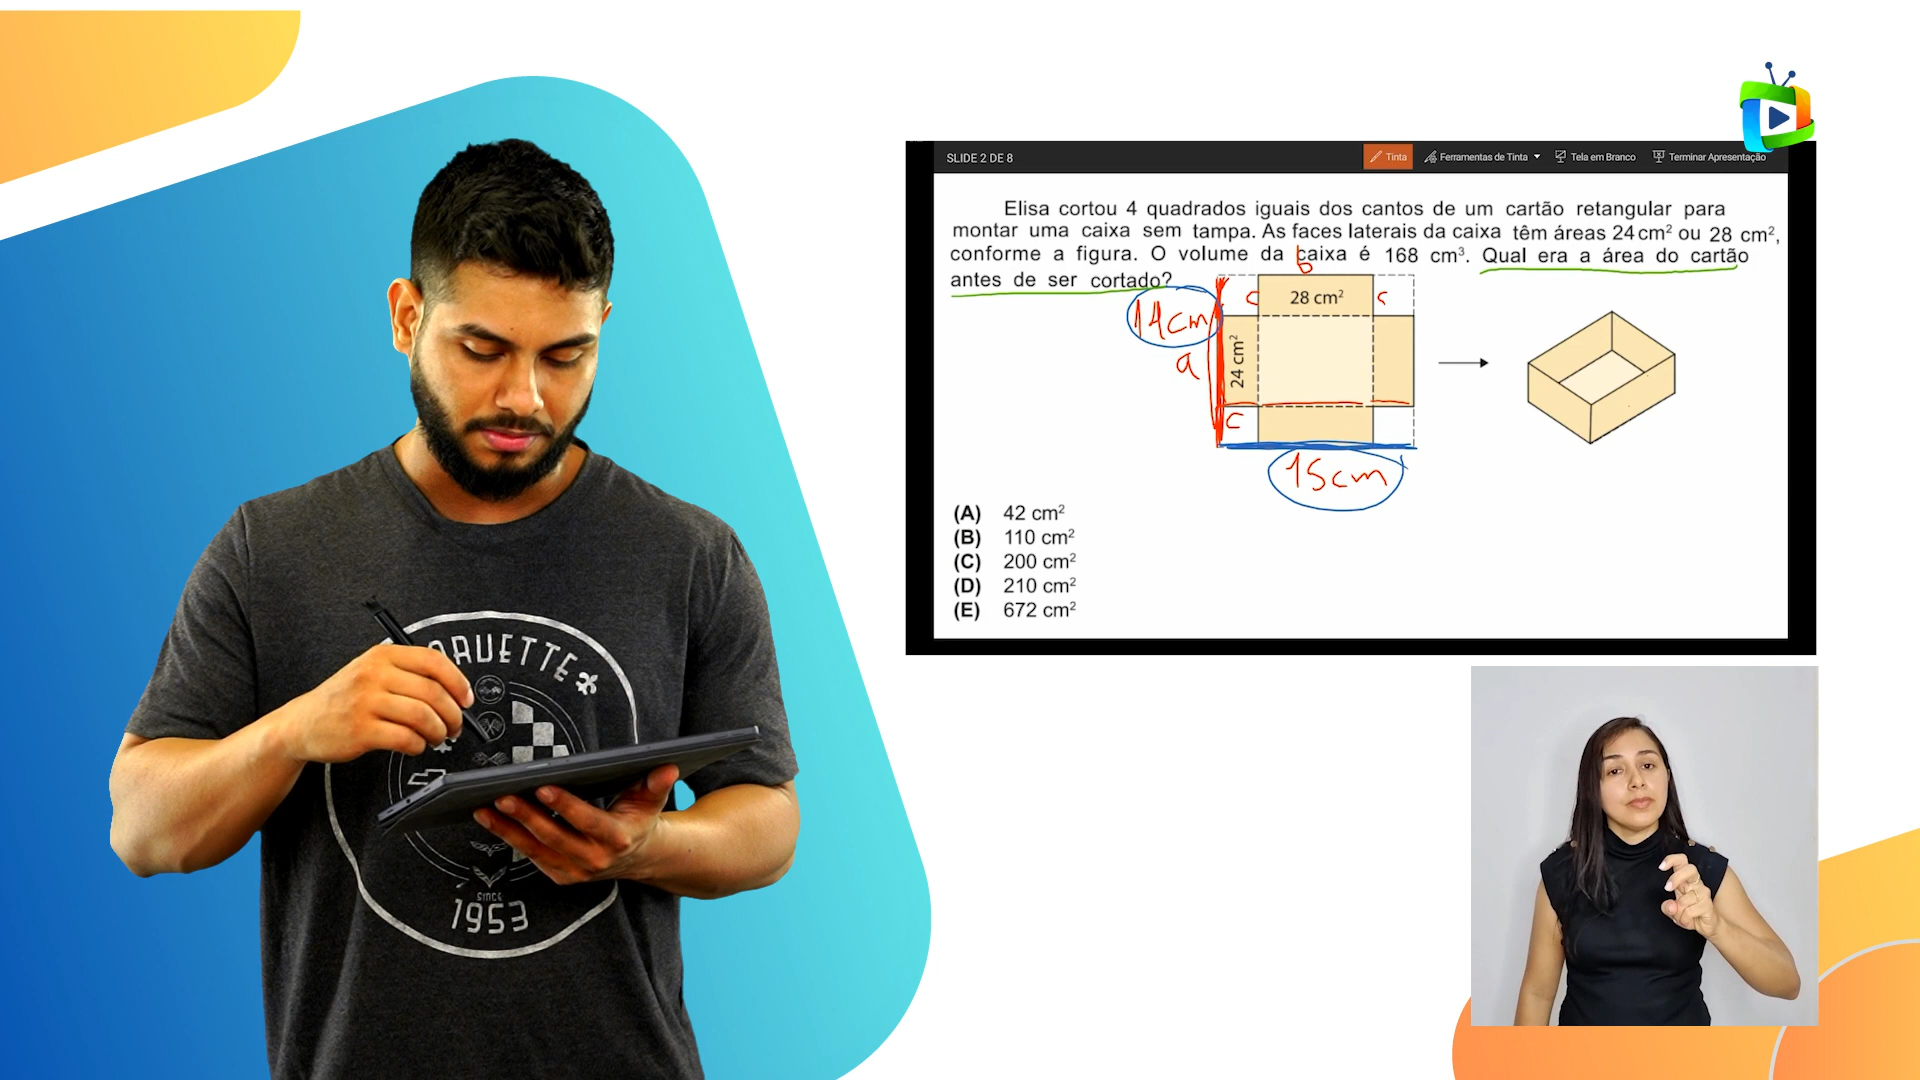 SLIDE 2 DE 8
Tinta
Ferramentas de Tinta
Tela em Branco
Terminar Apresentação
Elisa cortou 4 quadrados iguais dos cantos de um cartão retangular para
montar uma caixa sem tampa. As faces laterais da caixa têm áreas 24 cm² ou 28 cm²,
conforme a figura. O volume da caixa é 168 cm³. Qual era a área do cartão
antes de ser cortado?
b
c
28 cm²
c
14cm
a
24 cm²
c
15cm
(A) 42 cm²
(B) 110 cm²
(C) 200 cm²
(D) 210 cm²
(E) 672 cm²
SINCE
1953